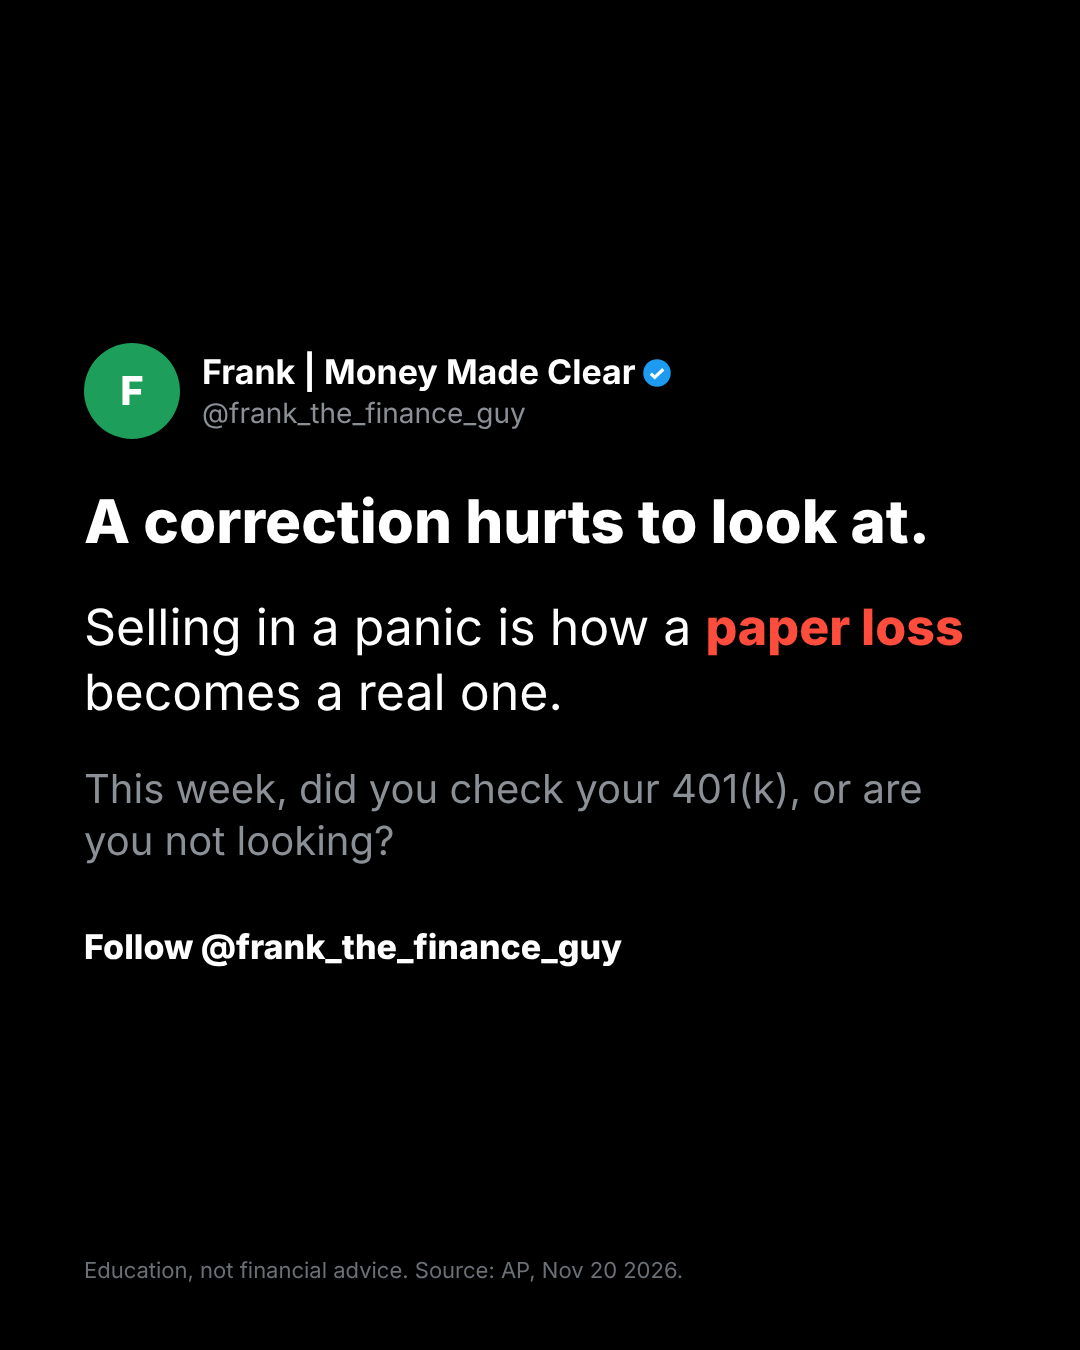 F
Frank | Money Made Clear
@frank_the_finance_guy
A correction hurts to look at.
Selling in a panic is how a paper loss
becomes a real one.
This week, did you check your 401(k), or are
you not looking?
Follow @frank_the_finance_guy
Education, not financial advice. Source: AP, Nov 20 2026.